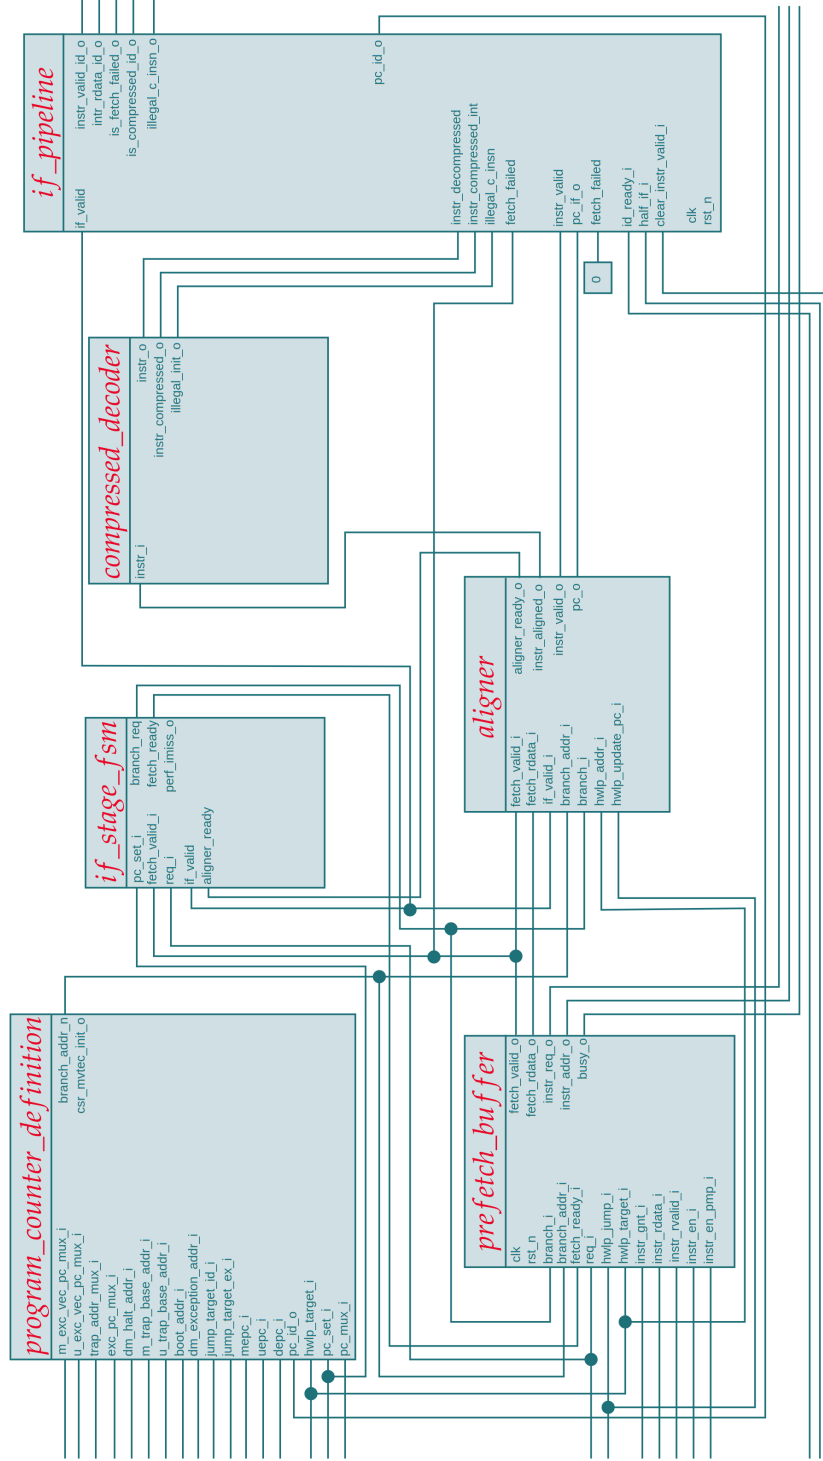 if_pipeline
instr_valid_id_o
intr_rdata_id_o
is_fetch_failed_o
is_compressed_id_o
illegal_c_insn_o
pc_id_o
if_valid
instr_decompressed
instr_compressed_int
illegal_c_insn
fetch_failed
instr_valid
pc_if_o
fetch_failed
id_ready_i
half_if_i
clear_instr_valid_i
clk
rst_n
0
compressed_decoder
instr_o
instr_compressed_o
illegal_init_o
instr_i
aligner
aligner_ready_o
instr_aligned_o
instr_valid_o
pc_o
fetch_valid_i
fetch_rdata_i
if_valid_i
branch_addr_i
branch_i
hwlp_addr_i
hwlp_update_pc_i
if_stage_fsm
branch_req
fetch_ready
perf_imiss_o
pc_set_i
fetch_valid_i
req_i
if_valid
aligner_ready
program_counter_definition
branch_addr_n
csr_mvtec_init_o
m_exc_vec_pc_mux_i
u_exc_vec_pc_mux_i
trap_addr_mux_i
exc_pc_mux_i
dm_halt_addr_i
m_trap_base_addr_i
u_trap_base_addr_i
boot_addr_i
dm_exception_addr_i
jump_target_id_i
jump_target_ex_i
mepc_i
uepc_i
depc_i
pc_id_o
hwlp_target_i
pc_set_i
pc_mux_i
prefetch_buffer
fetch_valid_o
fetch_rdata_o
instr_req_o
instr_addr_o
busy_o
clk
rst_n
branch_i
branch_addr_i
fetch_ready_i
req_i
hwlp_jump_i
hwlp_target_i
instr_gnt_i
instr_rdata_i
instr_rvalid_i
instr_en_i
instr_en_pmp_i